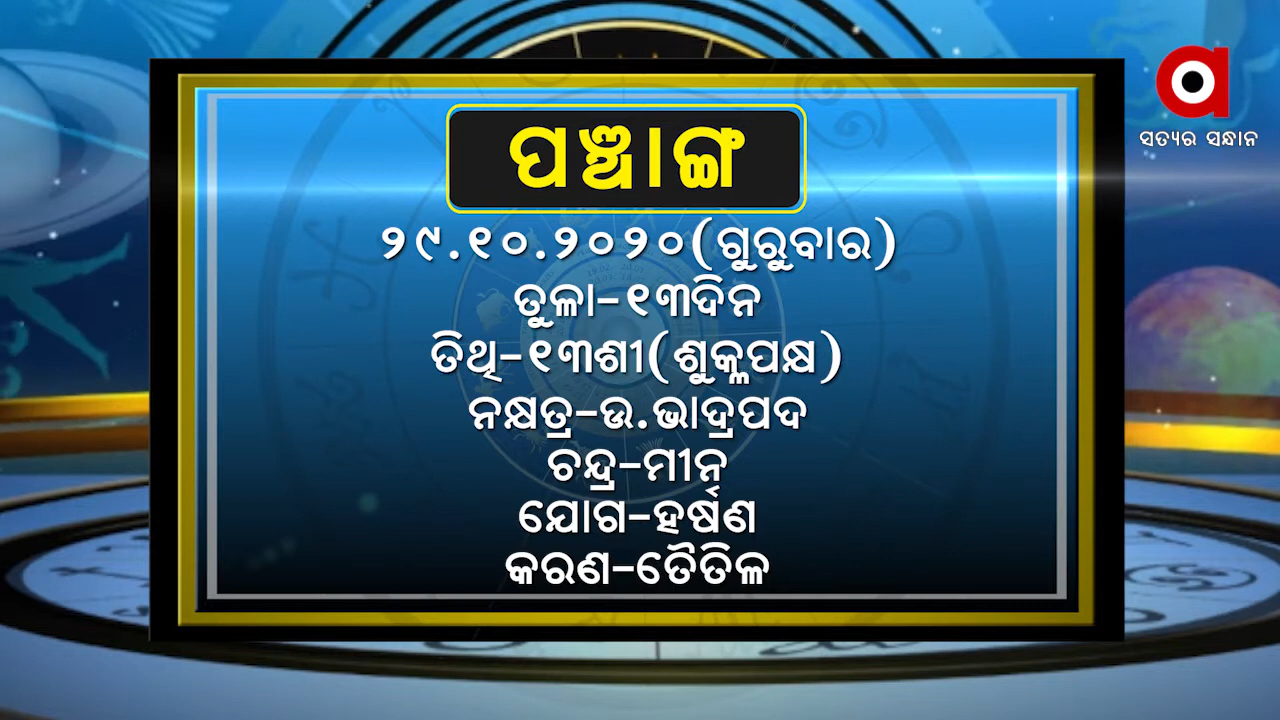 ପଞ୍ଚାଙ୍ଗ
ସତ୍ୟର ସନ୍ଧାନ
୨୯.୧୦.୨୦୨୦(ଗୁରୁବାର)
ତୁଳା-୧୩ଦିନ
ତିଥି-୧୩ଶୀ(ଶୁକ୍ଳପକ୍ଷ)
ନକ୍ଷତ୍ର-ଉ.ଭାଦ୍ରପଦ
ଚନ୍ଦ୍ର-ମୀନ
ଯୋଗ-ହର୍ଷଣ
କରଣ-ତୈତିଳ